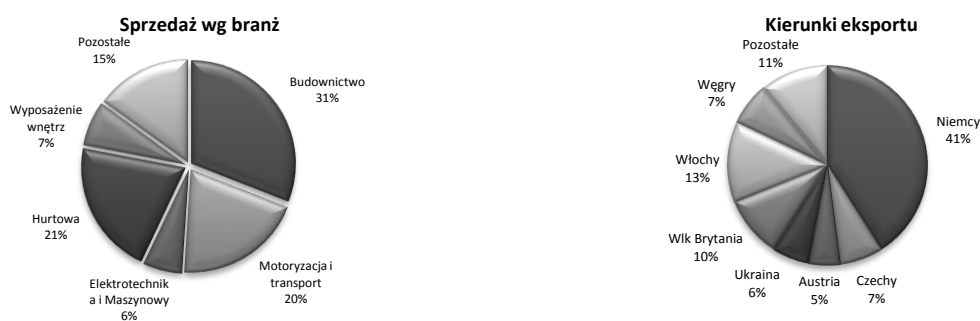 Sprzedaż wg branż
Pozostałe
15%
Budownictwo
31%
Wyposażenie
wnętrz
7%
Hurtowa
21%
Elektrotechnik
a i Maszynowy
6%
Motoryzacja i
transport
20%
Kierunki eksportu
Pozostałe
11%
Węgry
7%
Niemcy
41%
Włochy
13%
Wlk Brytania
10%
Ukraina
6%
Austria
5%
Czechy
7%